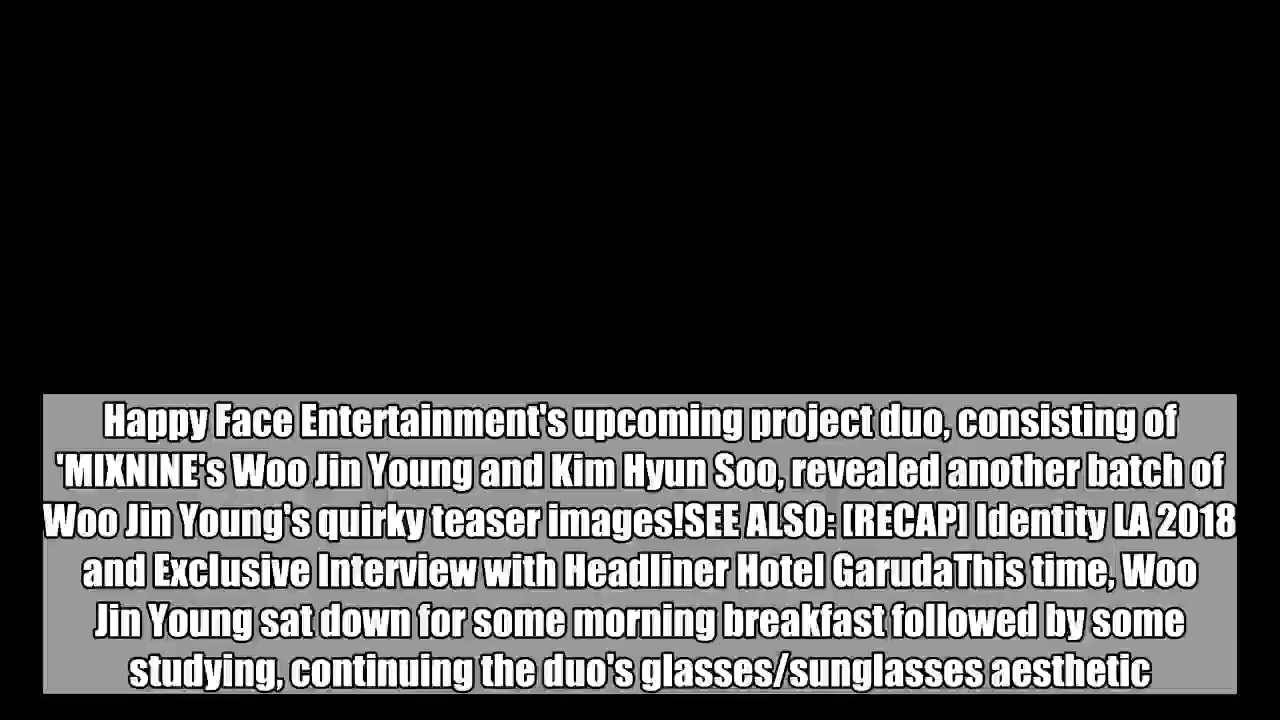 Happy Face Entertainment's upcoming project duo, consisting of
'MIXNINE's Woo Jin Young and Kim Hyun Soo, revealed another batch of
Woo Jin Young's quirky teaser images!SEE ALSO: [RECAP] Identity LA 2018
and Exclusive Interview with Headliner Hotel GarudaThis time, Woo
Jin Young sat down for some morning breakfast followed by some
studying, continuing the duo's glasses/sunglasses aesthetic